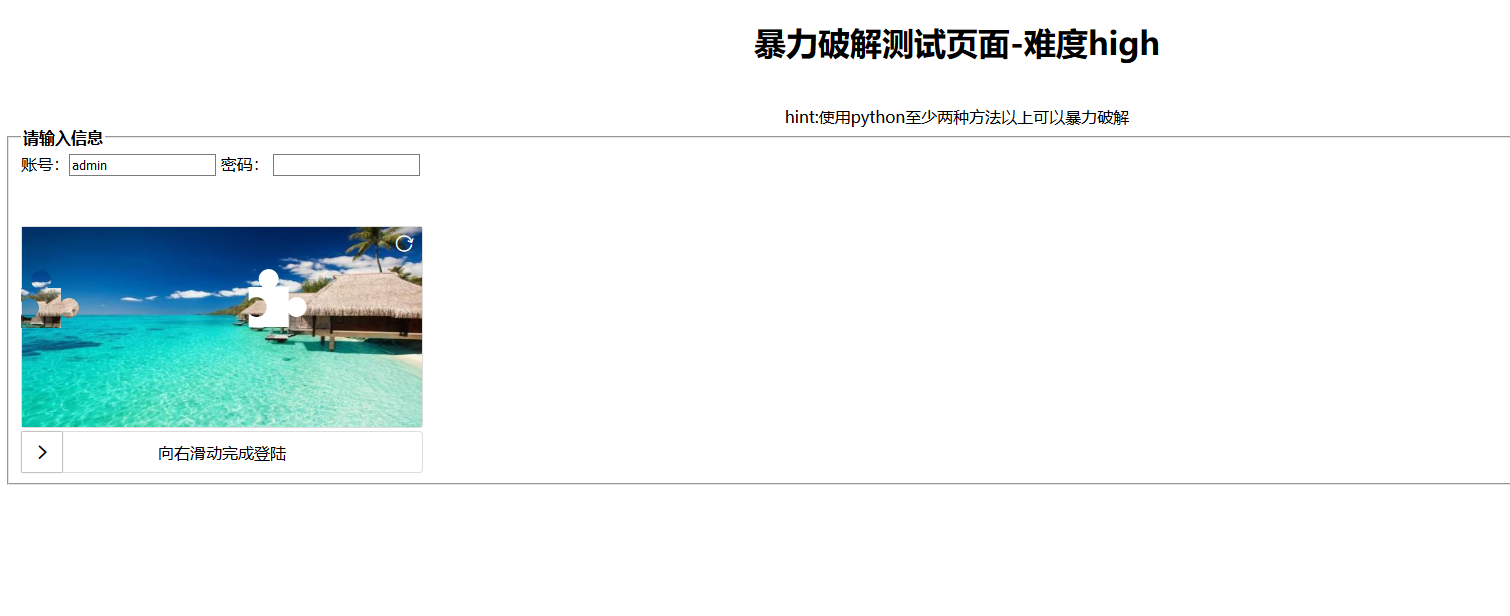 暴力破解测试页面-难度high
hint:使用python至少两种方法以上可以暴力破解
请输入信息
账号: admin 密码:
向右滑动完成登陆